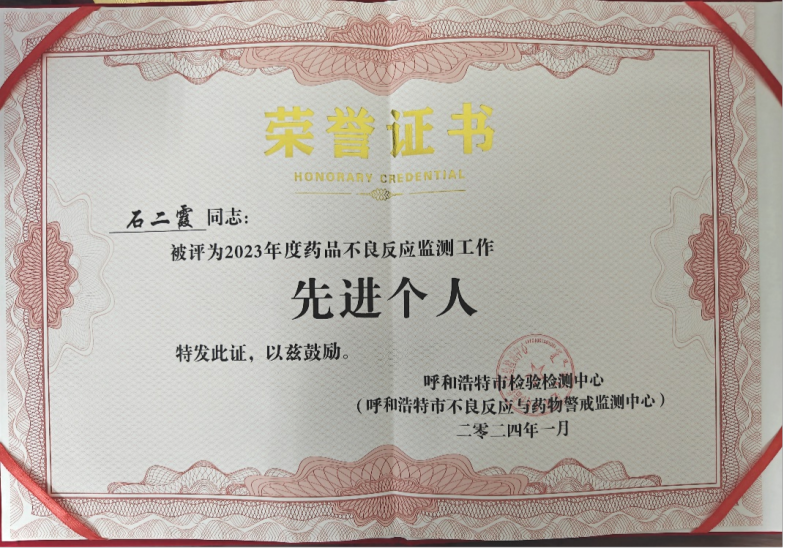 荣誉证书
HONORARY CREDENTIAL
石二霞 同志：
被评为2023年度药品不良反应监测工作
先进个人
特发此证，以兹鼓励。
呼和浩特市检验检测中心
（呼和浩特市不良反应与药物警戒监测中心）
二零二四年一月